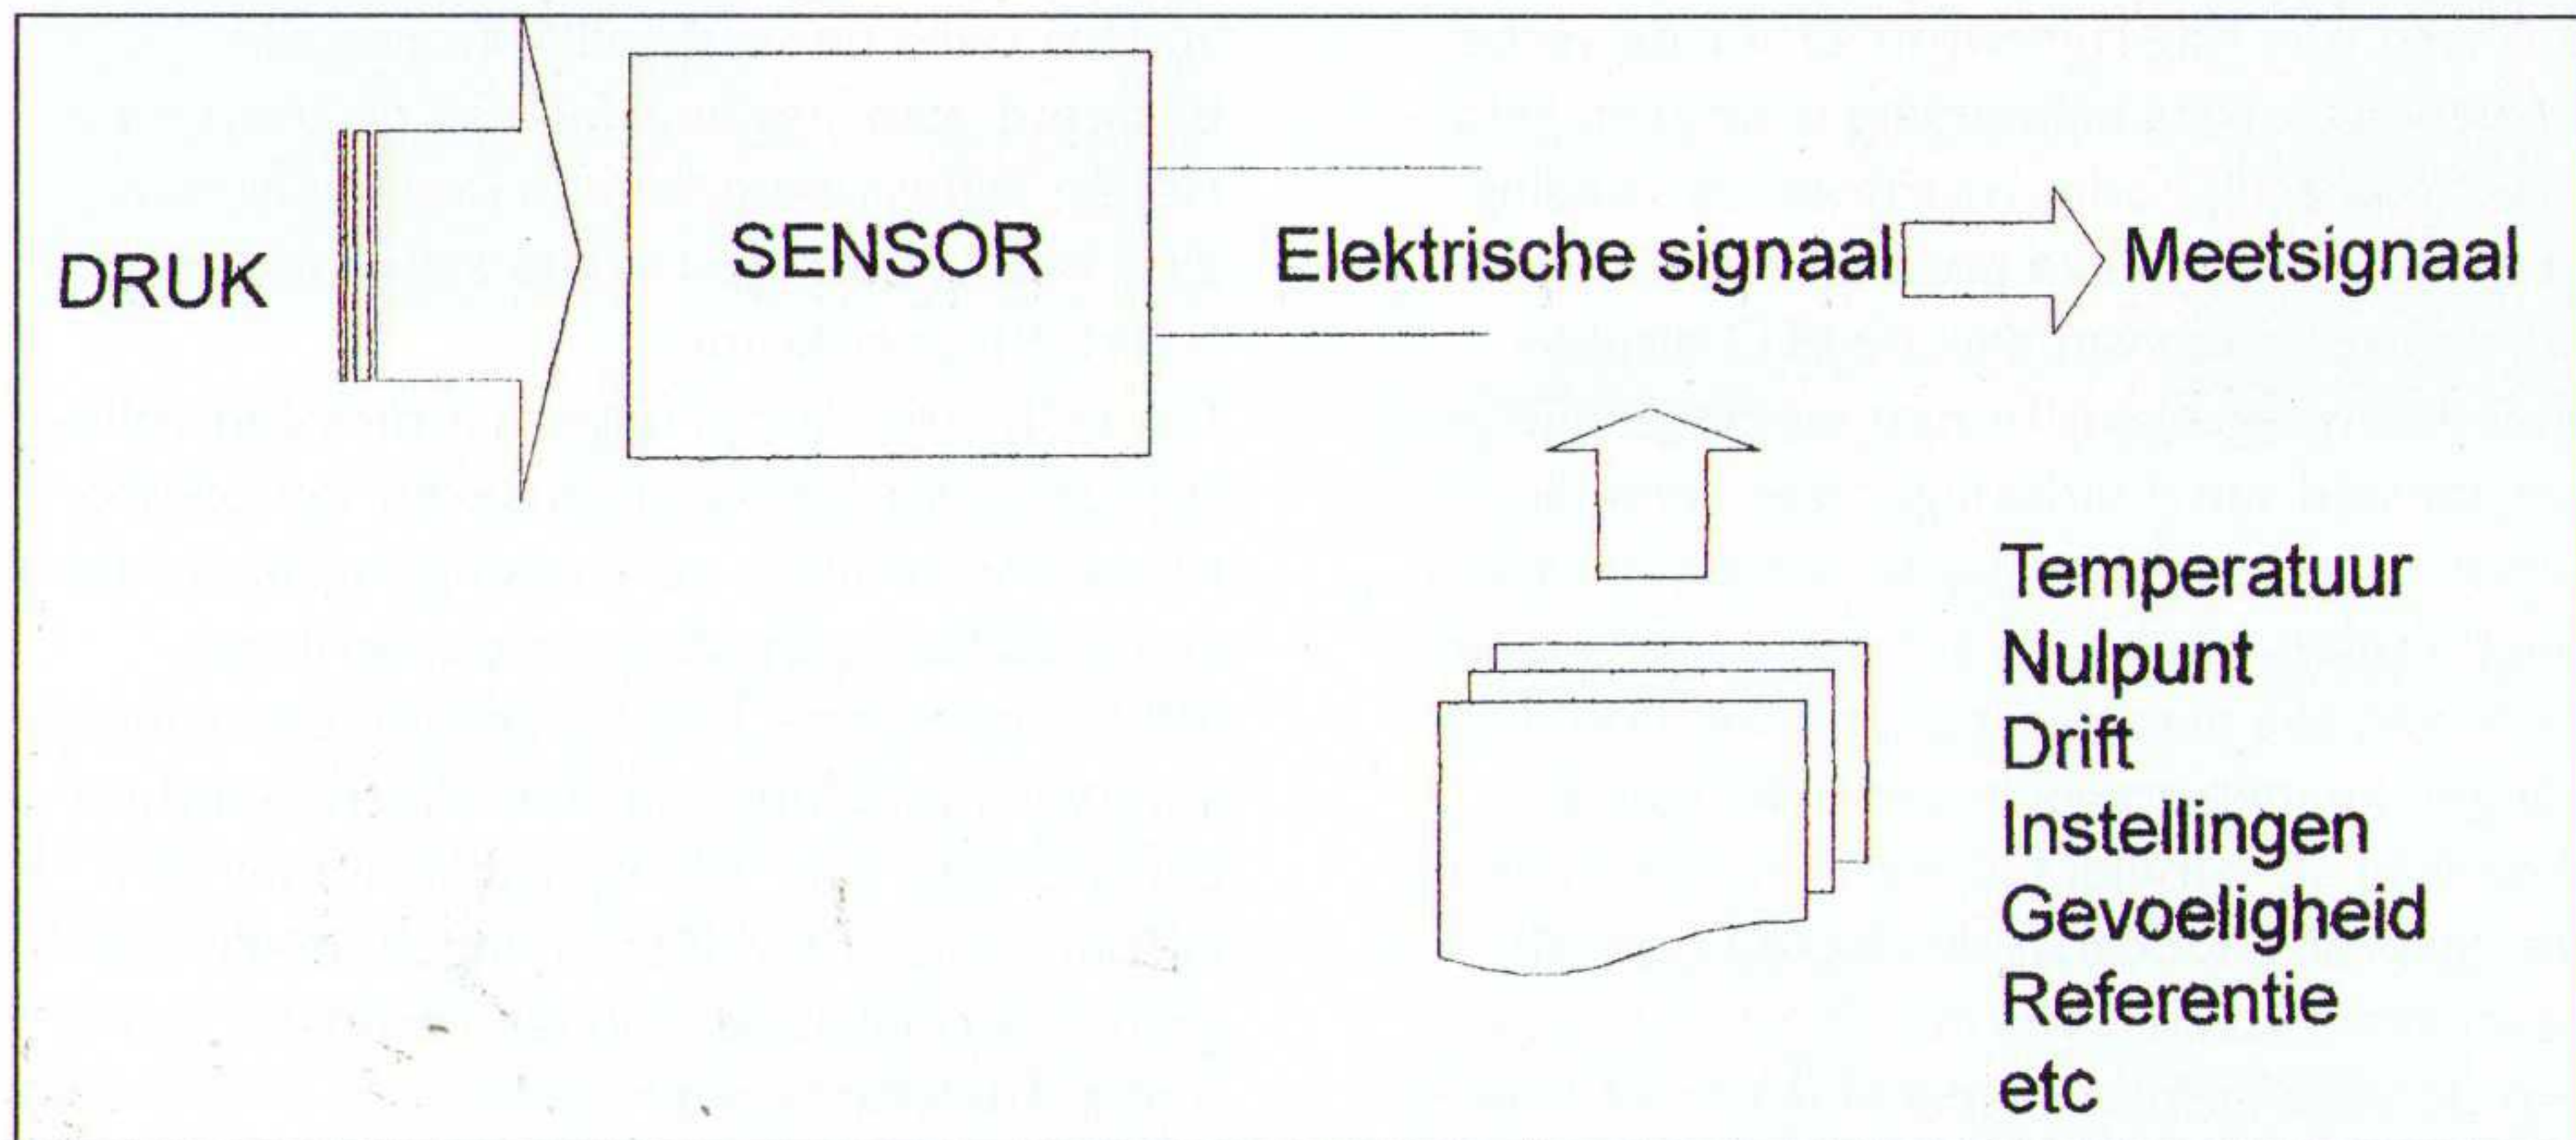 DRUK
SENSOR
Elektrische signaal
Meetsignaal
Temperatuur
Nulpunt
Drift
Instellingen
Gevoeligheid
Referentie
etc